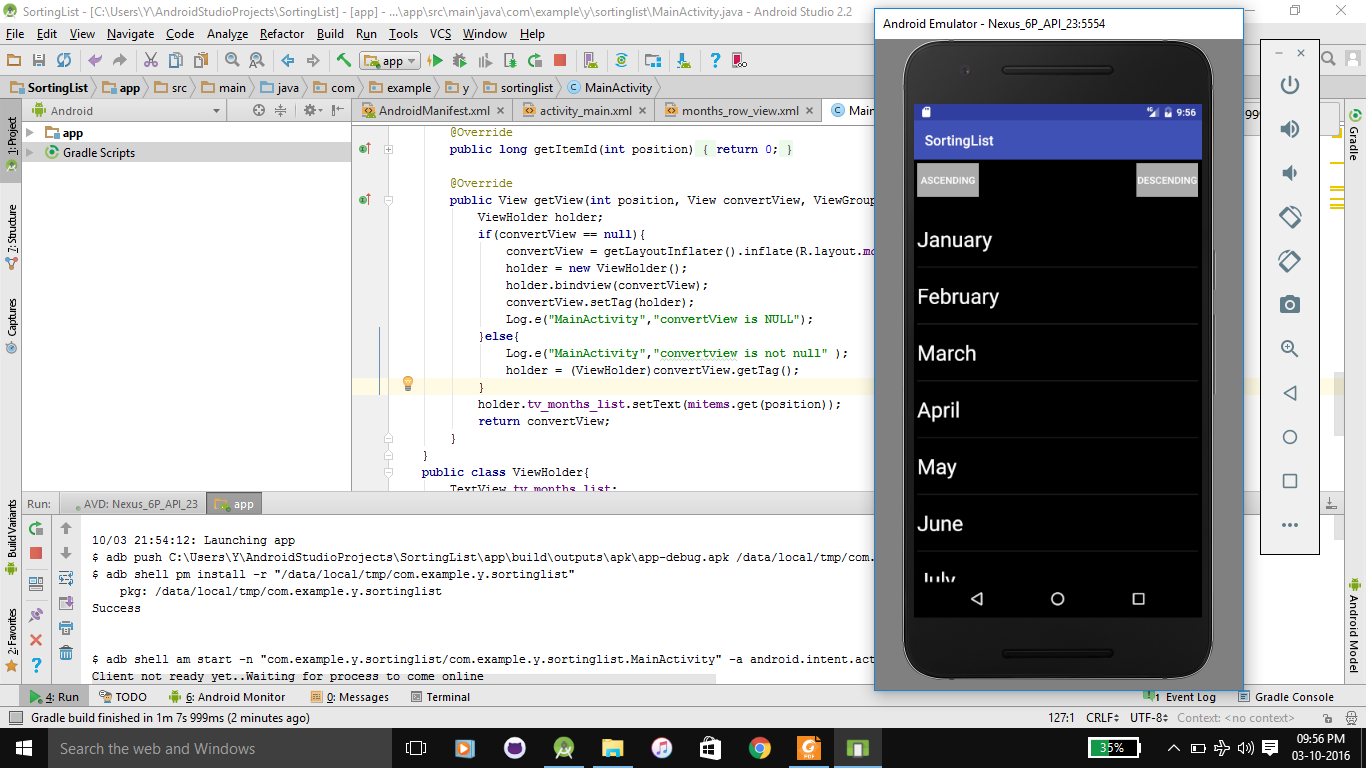 SortingList - [C:\Users\Y\AndroidStudioProjects\SortingList] - [app] - ...\app\src\main\java\com\example\y\sortinglist\MainActivity.java - Android Studio 2.2
File Edit View Navigate Code Analyze Refactor Build Run Tools VCS Window Help
app
SortingList app src main java com example y sortinglist MainActivity
Android
AndroidManifest.xml activity_main.xml months_row_view.xml Main
1: Project
7: Structure
Captures
Build Variants
2: Favorites
app
Gradle Scripts
@Override
public long getItemId(int position) { return 0; }
@Override
public View getView(int position, View convertView, ViewGroup
ViewHolder holder;
if(convertView == null){
convertView = getLayoutInflater().inflate(R.layout.mo
holder = new ViewHolder();
holder.bindview(convertView);
convertView.setTag(holder);
Log.e("MainActivity","convertView is NULL");
}else{
Log.e("MainActivity","convertview is not null" );
holder = (ViewHolder)convertView.getTag();
}
holder.tv_months_list.setText(mitems.get(position));
return convertView;
}
}
public class ViewHolder{
TextView tv_months_list;
Run: AVD: Nexus_6P_API_23 app
10/03 21:54:12: Launching app
$ adb push C:\Users\Y\AndroidStudioProjects\SortingList\app\build\outputs\apk\app-debug.apk /data/local/tmp/com.
$ adb shell pm install -r "/data/local/tmp/com.example.y.sortinglist"
pkg: /data/local/tmp/com.example.y.sortinglist
Success
$ adb shell am start -n "com.example.y.sortinglist/com.example.y.sortinglist.MainActivity" -a android.intent.act
Client not ready yet..Waiting for process to come online
Android Emulator - Nexus_6P_API_23:5554
9:56
SortingList
ASCENDING DESCENDING
January
February
March
April
May
June
July
Gradle
Android Model
4: Run TODO 6: Android Monitor 0: Messages Terminal 1 Event Log Gradle Console
Gradle build finished in 1m 7s 999ms (2 minutes ago) 127:1 CRLF UTF-8 Context: <no context>
Search the web and Windows 35% 09:56 PM
03-10-2016